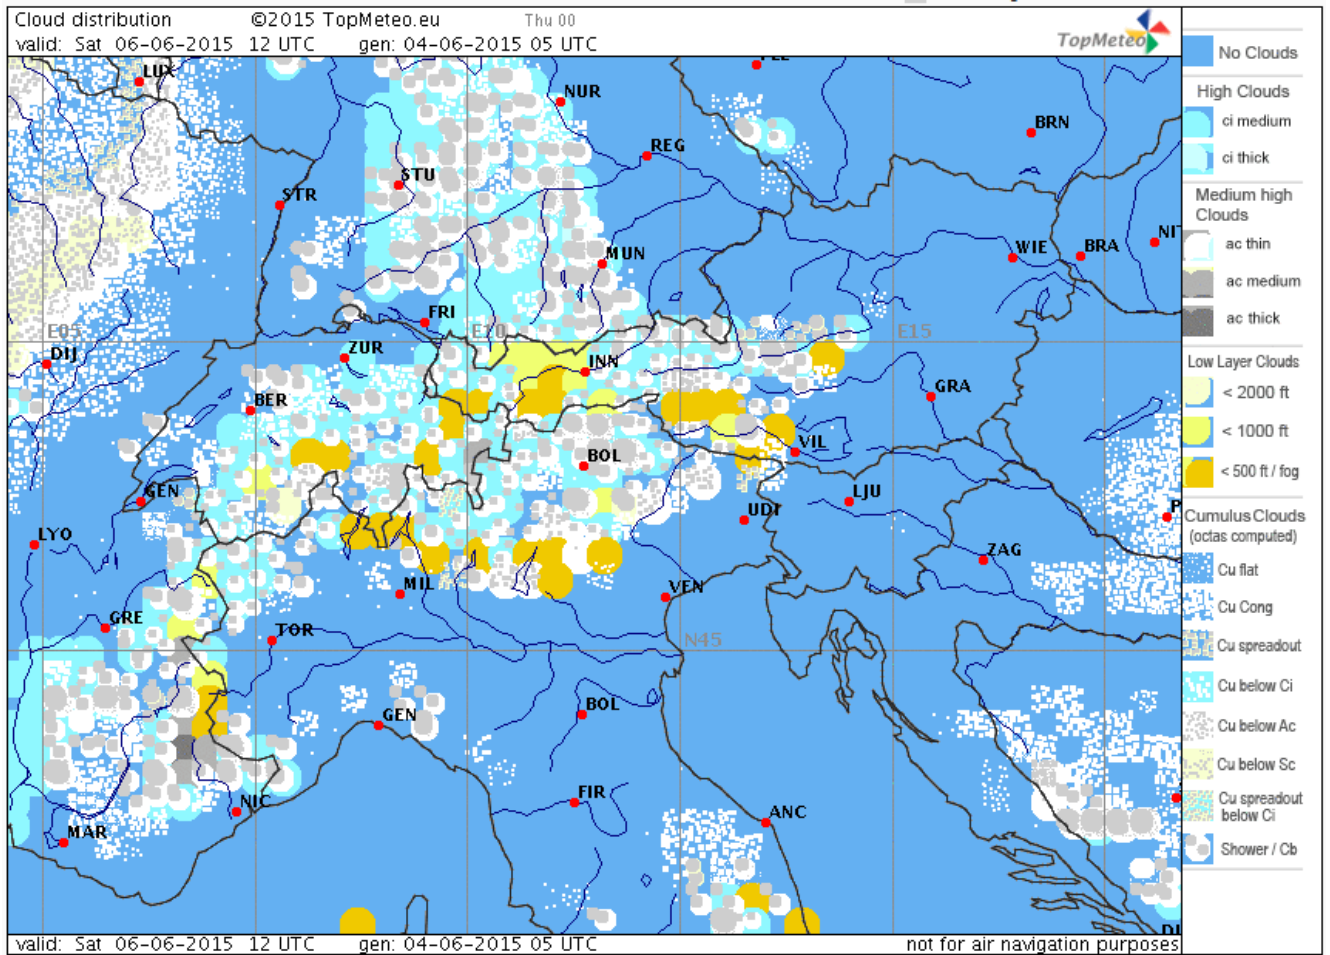 Cloud distribution ©2015 TopMeteo.eu Thu 00
valid: Sat 06-06-2015 12 UTC gen: 04-06-2015 05 UTC
TopMeteo
No Clouds
High Clouds
ci medium
ci thick
Medium high
Clouds
ac thin
ac medium
ac thick
Low Layer Clouds
< 2000 ft
< 1000 ft
< 500 ft / fog
Cumulus Clouds
(octas computed)
Cu flat
Cu Cong
Cu spreadout
Cu below Ci
Cu below Ac
Cu below Sc
Cu spreadout
below Ci
Shower / Cb
LUX
NUR
BRN
REG
STU
STR
MUN
WIE
BRA
FRI
E05
E10
E15
DIJ
ZUR
INN
GRA
BER
VIL
BOL
GEN
LJU
UDI
LYO
ZAG
MIL
VEN
GRE
TOR
N45
GEN
BOL
NIC
FIR
ANC
MAR
valid: Sat 06-06-2015 12 UTC gen: 04-06-2015 05 UTC not for air navigation purposes